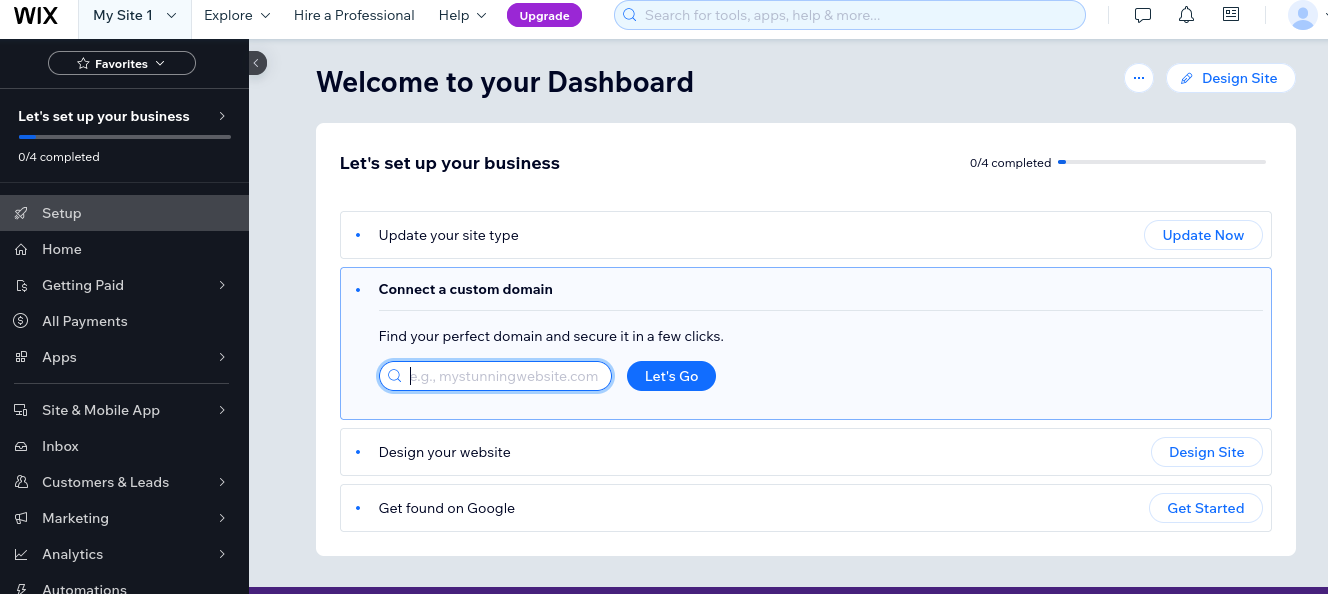 WIX
My Site 1
Explore
Hire a Professional
Help
Upgrade
Search for tools, apps, help & more...
Favorites
Let's set up your business
0/4 completed
Setup
Home
Getting Paid
All Payments
Apps
Site & Mobile App
Inbox
Customers & Leads
Marketing
Analytics
Automations
Welcome to your Dashboard
Design Site
Let's set up your business
0/4 completed
Update your site type
Update Now
Connect a custom domain
Find your perfect domain and secure it in a few clicks.
e.g., mystunningwebsite.com
Let's Go
Design your website
Design Site
Get found on Google
Get Started